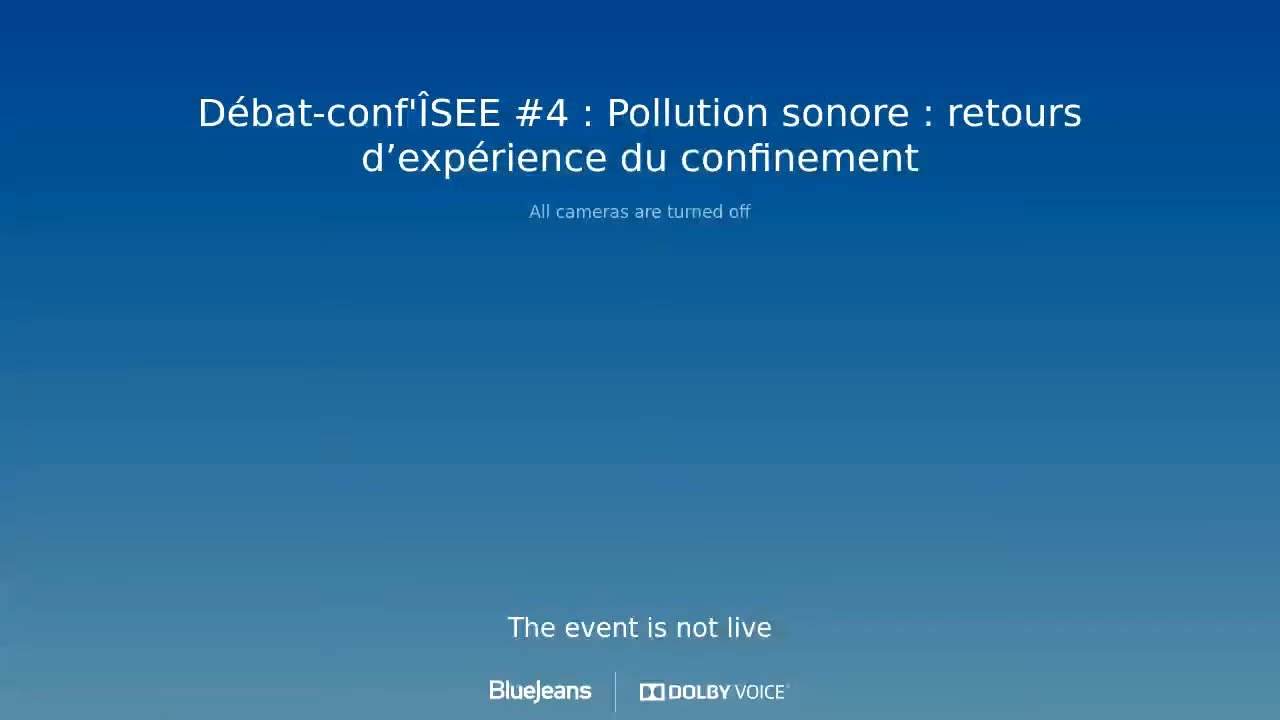 Débat-conf'ÎSEE #4 : Pollution sonore : retours
d’expérience du confinement
All cameras are turned off
The event is not live
BlueJeans
DOLBY VOICE